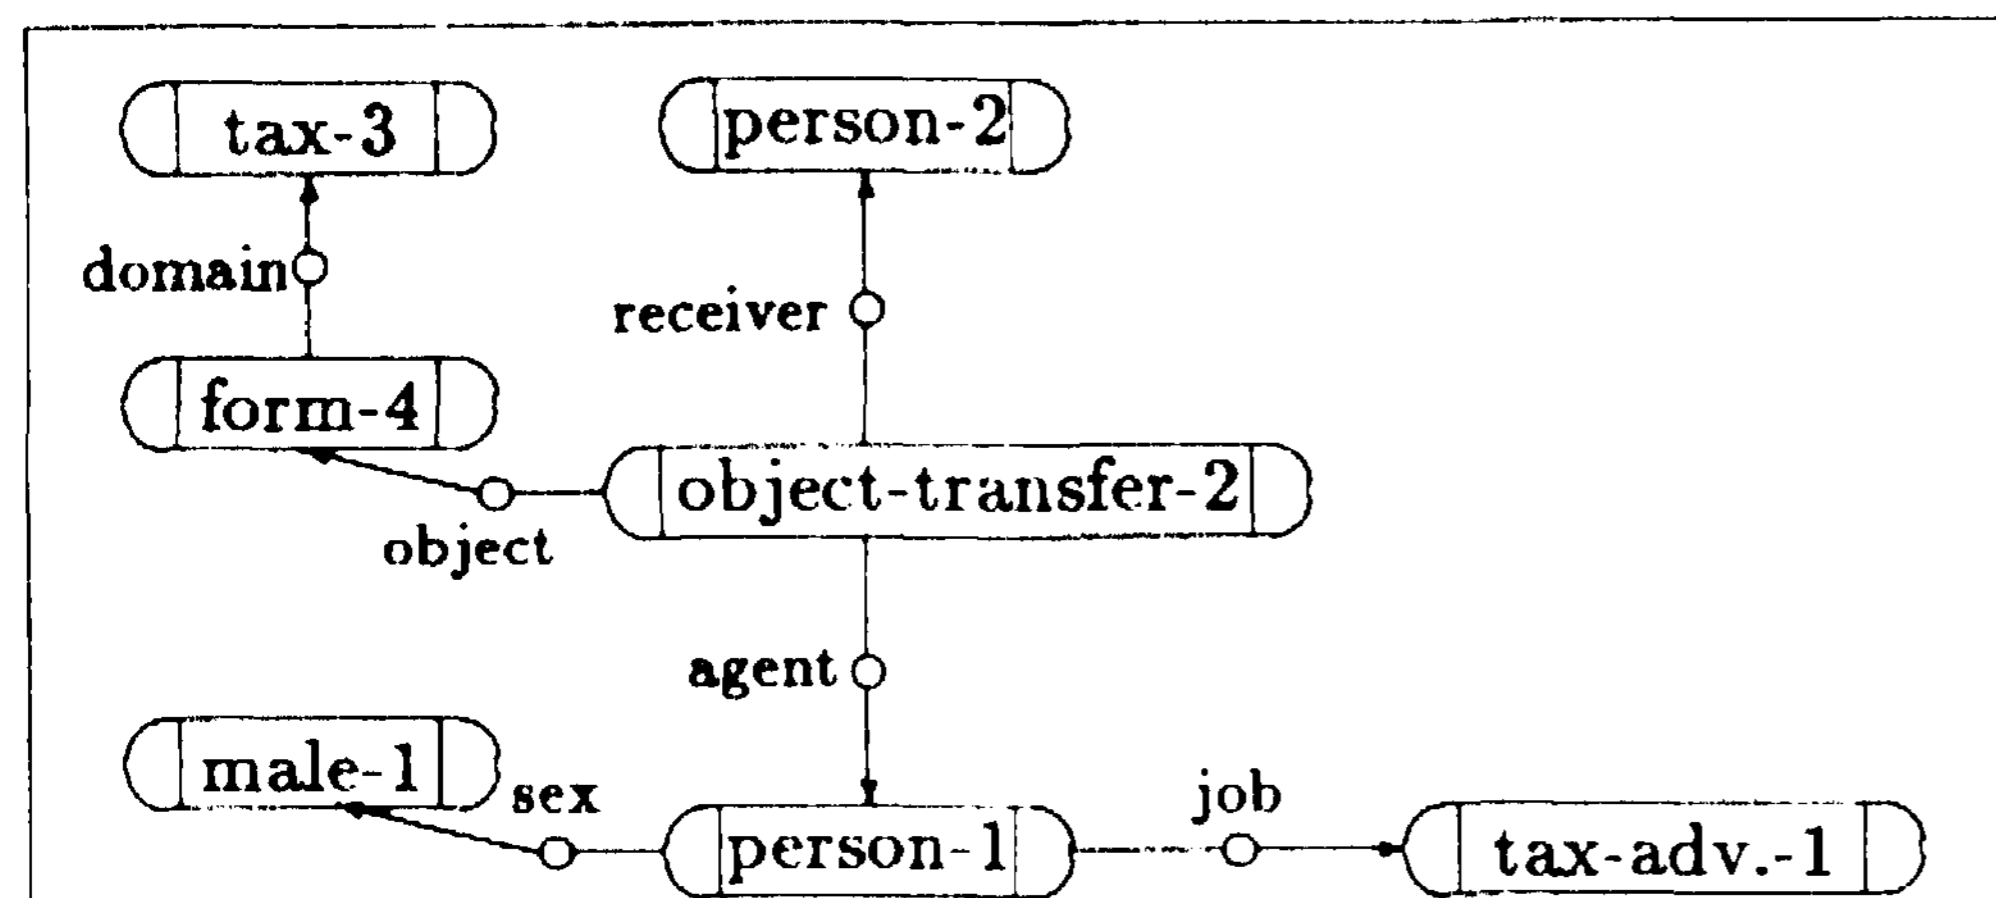 tax-3
person-2
domain
receiver
form-4
object-transfer-2
object
agent
male-1
sex
person-1
job
tax-adv.-1